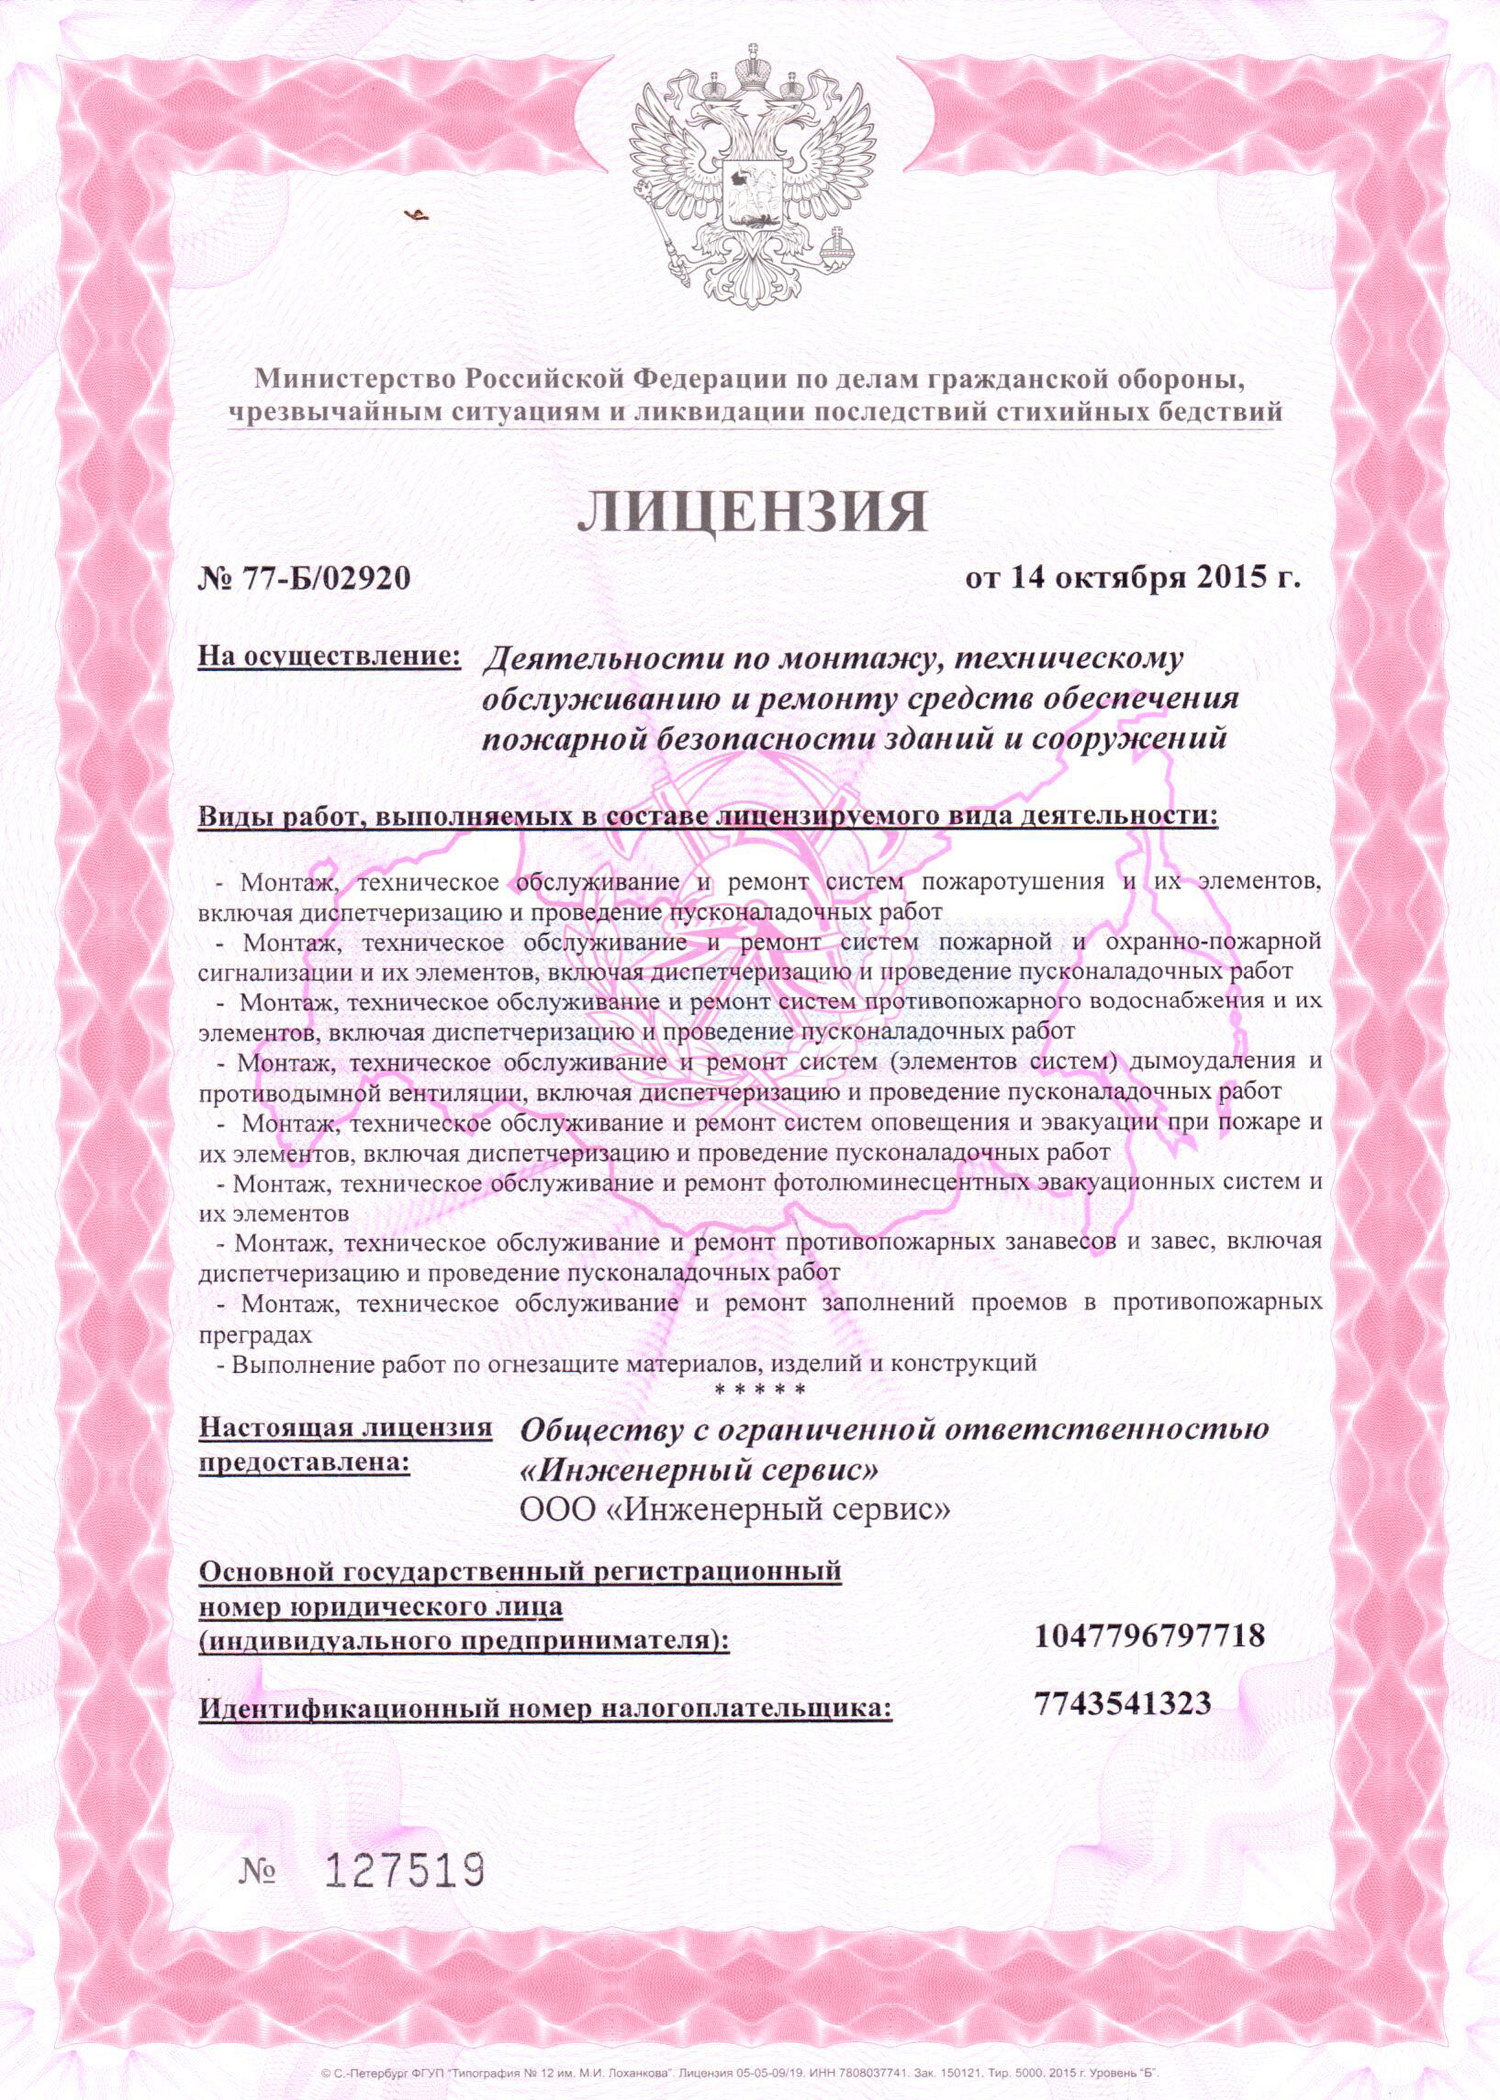 Министерство Российской Федерации по делам гражданской обороны,
чрезвычайным ситуациям и ликвидации последствий стихийных бедствий
ЛИЦЕНЗИЯ
№ 77-Б/02920 от 14 октября 2015 г.
На осуществление: Деятельности по монтажу, техническому
обслуживанию и ремонту средств обеспечения
пожарной безопасности зданий и сооружений
Виды работ, выполняемых в составе лицензируемого вида деятельности:
- Монтаж, техническое обслуживание и ремонт систем пожаротушения и их элементов,
включая диспетчеризацию и проведение пусконаладочных работ
- Монтаж, техническое обслуживание и ремонт систем пожарной и охранно-пожарной
сигнализации и их элементов, включая диспетчеризацию и проведение пусконаладочных работ
- Монтаж, техническое обслуживание и ремонт систем противопожарного водоснабжения и их
элементов, включая диспетчеризацию и проведение пусконаладочных работ
- Монтаж, техническое обслуживание и ремонт систем (элементов систем) дымоудаления и
противодымной вентиляции, включая диспетчеризацию и проведение пусконаладочных работ
- Монтаж, техническое обслуживание и ремонт систем оповещения и эвакуации при пожаре и
их элементов, включая диспетчеризацию и проведение пусконаладочных работ
- Монтаж, техническое обслуживание и ремонт фотолюминесцентных эвакуационных систем и
их элементов
- Монтаж, техническое обслуживание и ремонт противопожарных занавесов и завес, включая
диспетчеризацию и проведение пусконаладочных работ
- Монтаж, техническое обслуживание и ремонт заполнений проемов в противопожарных
преградах
- Выполнение работ по огнезащите материалов, изделий и конструкций
* * * * *
Настоящая лицензия Обществу с ограниченной ответственностью
предоставлена: «Инженерный сервис»
ООО «Инженерный сервис»
Основной государственный регистрационный
номер юридического лица
(индивидуального предпринимателя): 1047796797718
Идентификационный номер налогоплательщика: 7743541323
№ 127519
© С.-Петербург ФГУП "Типография № 12 им. М.И. Лоханкова". Лицензия 05-05-09/19. ИНН 7808037741. Зак. 150121. Тир. 5000. 2015 г. Уровень "Б".